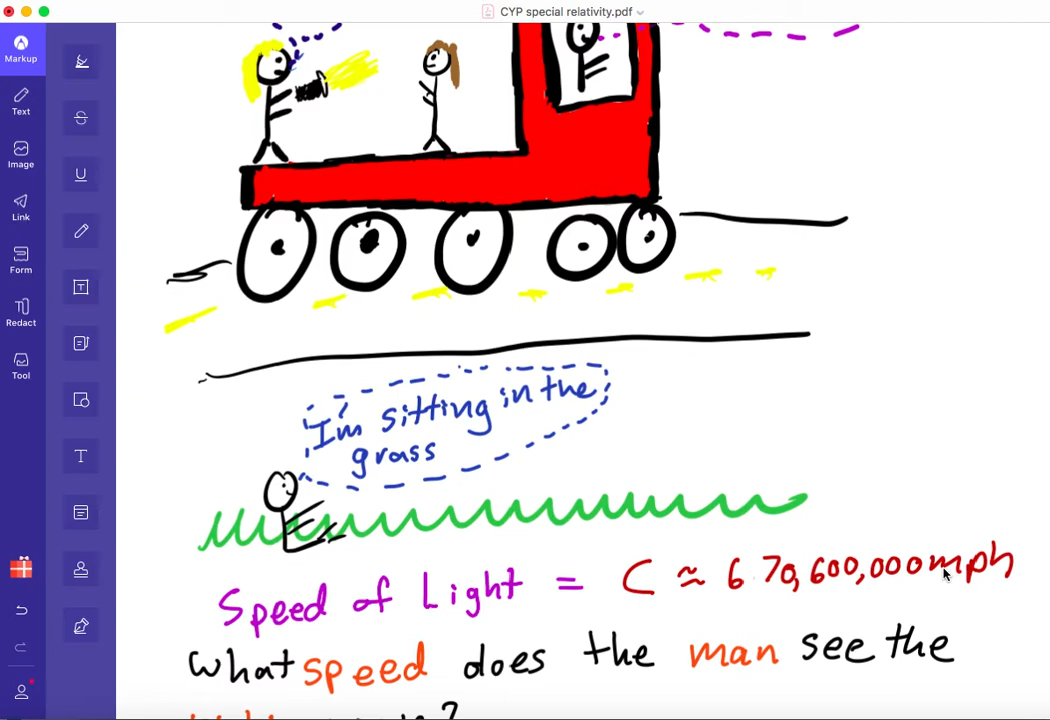 CYP special relativity.pdf
Markup
Text
Image
Link
Form
Redact
Tool
I'm sitting in the
grass
Speed of Light = C ≈ 670,600,000mph
What speed does the man see the